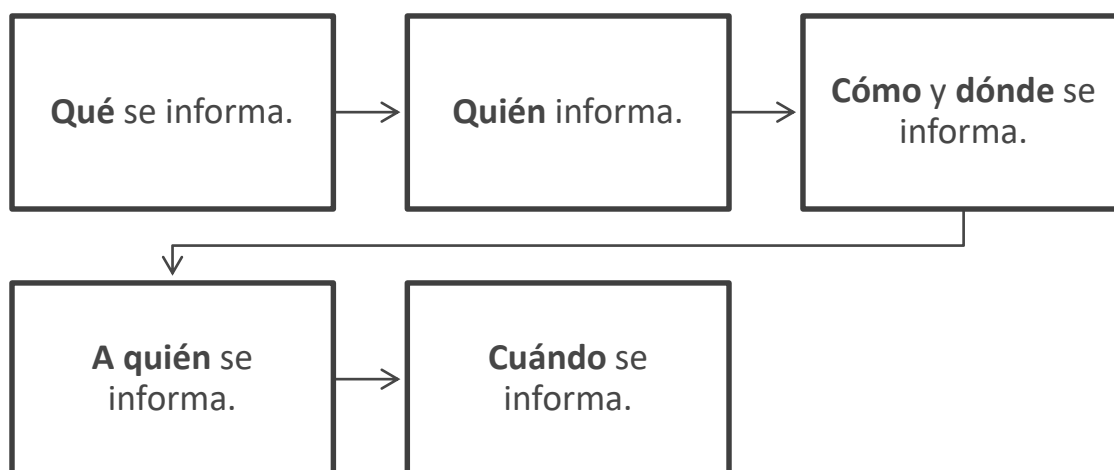 Qué se informa.
Quién informa.
Cómo y dónde se
informa.
A quién se
informa.
Cuándo se
informa.